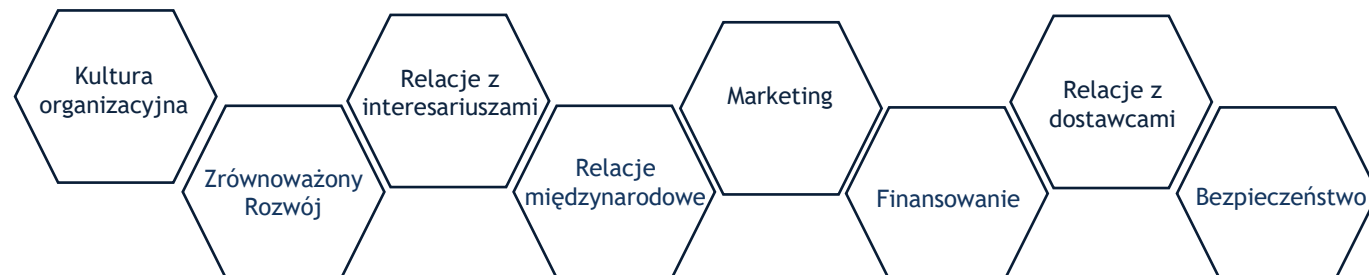 Kultura
organizacyjna
Zrównoważony
Rozwój
Relacje z
interesariuszami
Relacje
międzynarodowe
Marketing
Finansowanie
Relacje z
dostawcami
Bezpieczeństwo